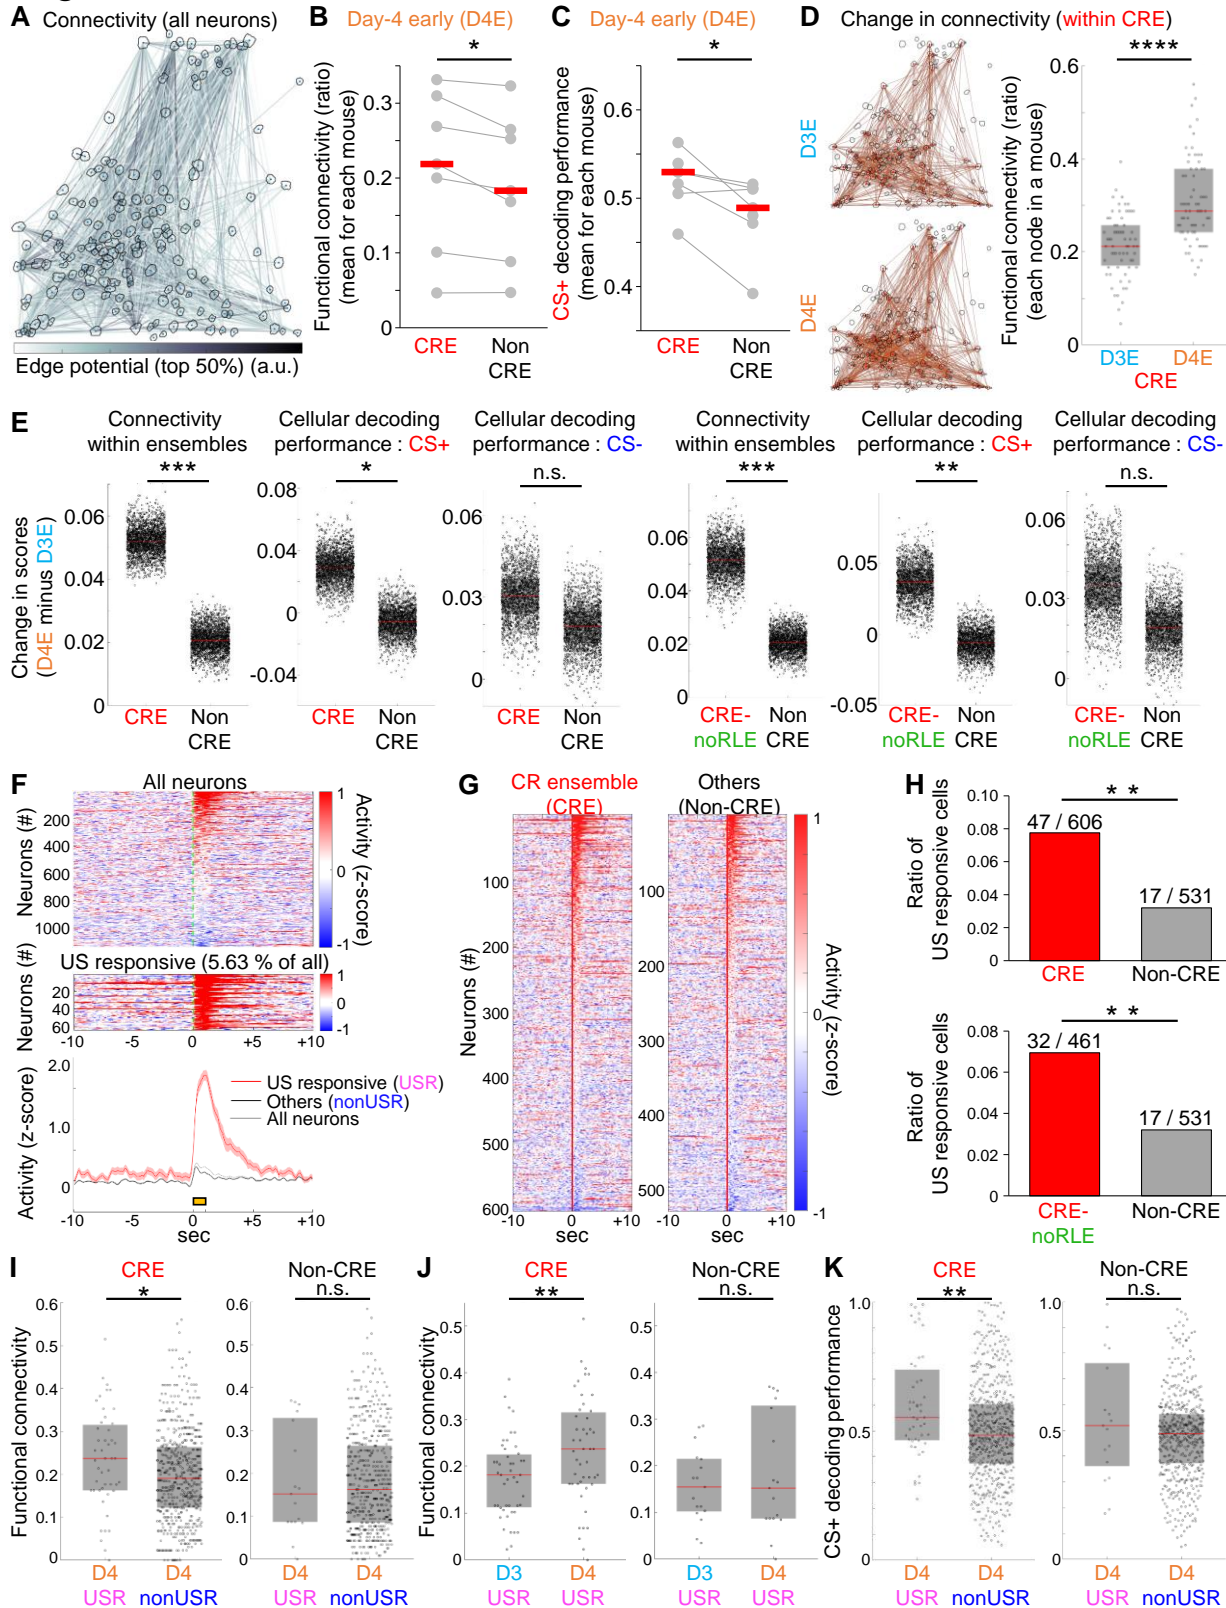 A
Connectivity (all neurons)
Edge potential (top 50%) (a.u.)
B
Day-4 early (D4E)
*
Functional connectivity (ratio)
(mean for each mouse)
0.3
0.2
0.1
0
CRE
Non
CRE
C
Day-4 early (D4E)
*
CS+ decoding performance
(mean for each mouse)
0.6
0.5
0.4
CRE
Non
CRE
D
Change in connectivity (within CRE)
D3E
D4E
****
Functional connectivity (ratio)
(each node in a mouse)
0.6
0.4
0.2
0
D3E
D4E
CRE
E
Change in scores
(D4E minus D3E)
Connectivity
within ensembles
***
0.06
0.04
0.02
0
CRE
Non
CRE
Cellular decoding
performance : CS+
*
0.08
0.04
0
-0.04
CRE
Non
CRE
Cellular decoding
performance : CS-
n.s.
0.06
0.03
0
CRE
Non
CRE
Connectivity
within ensembles
***
0.06
0.04
0.02
0
CRE-
noRLE
Non
CRE
Cellular decoding
performance : CS+
**
0.05
0
-0.05
CRE-
noRLE
Non
CRE
Cellular decoding
performance : CS-
n.s.
0.06
0.03
0
CRE-
noRLE
Non
CRE
F
All neurons
Neurons (#)
200
400
600
800
1000
1
0
-1
Activity (z-score)
US responsive (5.63 % of all)
Neurons (#)
20
40
60
1
0
-1
-10
-5
0
+5
+10
Activity (z-score)
2.0
1.0
0
US responsive (USR)
Others (nonUSR)
All neurons
-10
-5
0
+5
+10
sec
G
CR ensemble
(CRE)
Neurons (#)
100
200
300
400
500
600
-10
0
+10
sec
Others
(Non-CRE)
100
200
300
400
500
-10
0
+10
sec
1
0
-1
Activity (z-score)
H
Ratio of
US responsive cells
0.10
0.08
0.06
0.04
0.02
0
* *
47 / 606
17 / 531
CRE
Non-CRE
Ratio of
US responsive cells
0.08
0.06
0.04
0.02
0
* *
32 / 461
17 / 531
CRE-
noRLE
Non-CRE
I
Functional connectivity
CRE
*
0.6
0.5
0.4
0.3
0.2
0.1
0
D4
USR
D4
nonUSR
Non-CRE
n.s.
0.6
0.5
0.4
0.3
0.2
0.1
0
D4
USR
D4
nonUSR
J
Functional connectivity
CRE
**
0.5
0.4
0.3
0.2
0.1
0
D3
USR
D4
USR
Non-CRE
n.s.
0.5
0.4
0.3
0.2
0.1
0
D3
USR
D4
USR
K
CS+ decoding performance
CRE
**
1.0
0.5
0
D4
USR
D4
nonUSR
Non-CRE
n.s.
1.0
0.5
0
D4
USR
D4
nonUSR